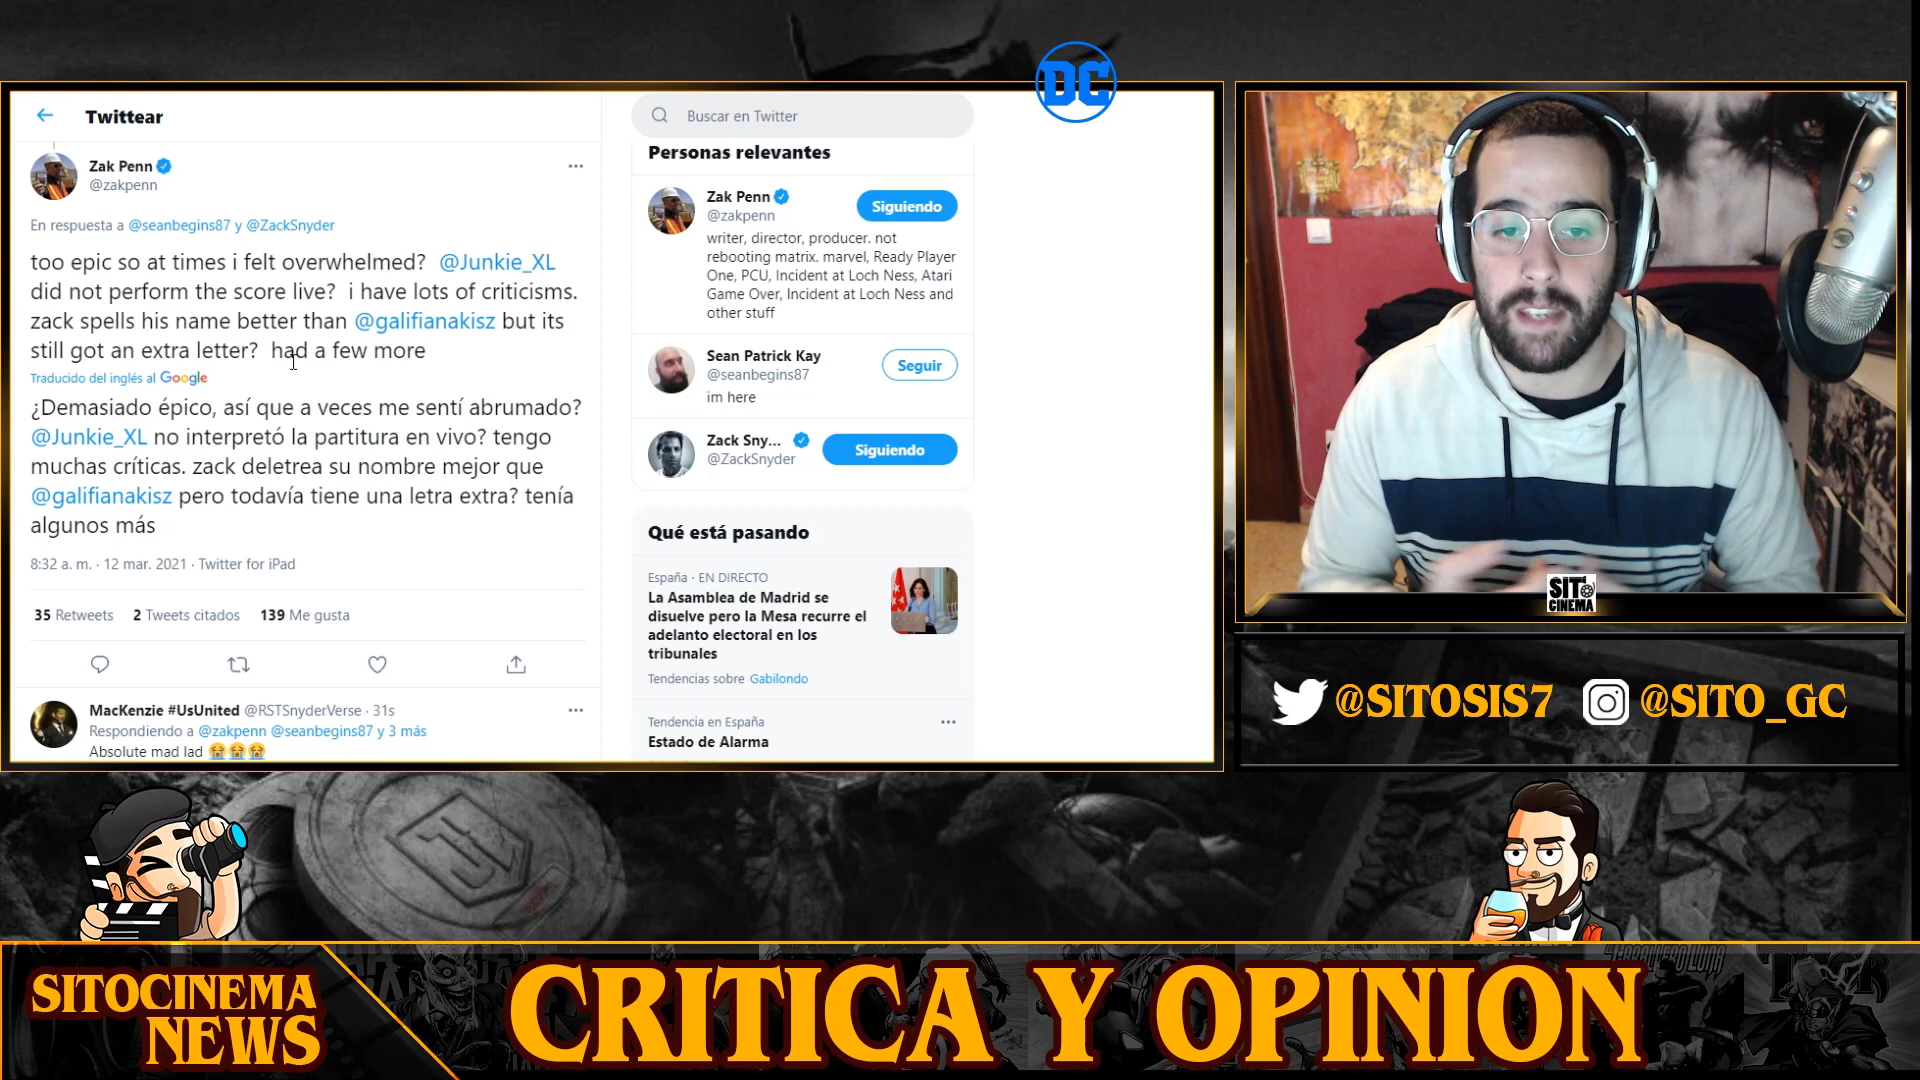 DC
Twittear
Buscar en Twitter
Zak Penn
@zakpenn
En respuesta a @seanbegins87 y @ZackSnyder
too epic so at times i felt overwhelmed?  @Junkie_XL
did not perform the score live?  i have lots of criticisms.
zack spells his name better than @galifianakisz but its
still got an extra letter?  had a few more
Traducido del inglés al Google
¿Demasiado épico, así que a veces me sentí abrumado?
@Junkie_XL no interpretó la partitura en vivo? tengo
muchas críticas. zack deletrea su nombre mejor que
@galifianakisz pero todavía tiene una letra extra? tenía
algunos más
8:32 a. m. · 12 mar. 2021 · Twitter for iPad
35 Retweets  2 Tweets citados  139 Me gusta
MacKenzie #UsUnited @RSTSnyderVerse · 31s
Respondiendo a @zakpenn @seanbegins87 y 3 más
Absolute mad lad 😭😭😭
Personas relevantes
Zak Penn
@zakpenn
Siguiendo
writer, director, producer. not
rebooting matrix. marvel, Ready Player
One, PCU, Incident at Loch Ness, Atari
Game Over, Incident at Loch Ness and
other stuff
Sean Patrick Kay
@seanbegins87
Seguir
im here
Zack Sny...
@ZackSnyder
Siguiendo
Qué está pasando
España · EN DIRECTO
La Asamblea de Madrid se
disuelve pero la Mesa recurre el
adelanto electoral en los
tribunales
Tendencias sobre Gabilondo
Tendencia en España
Estado de Alarma
SITO
CINEMA
@SITOSIS7 @SITO_GC
SITOCINEMA
NEWS
CRITICA Y OPINION